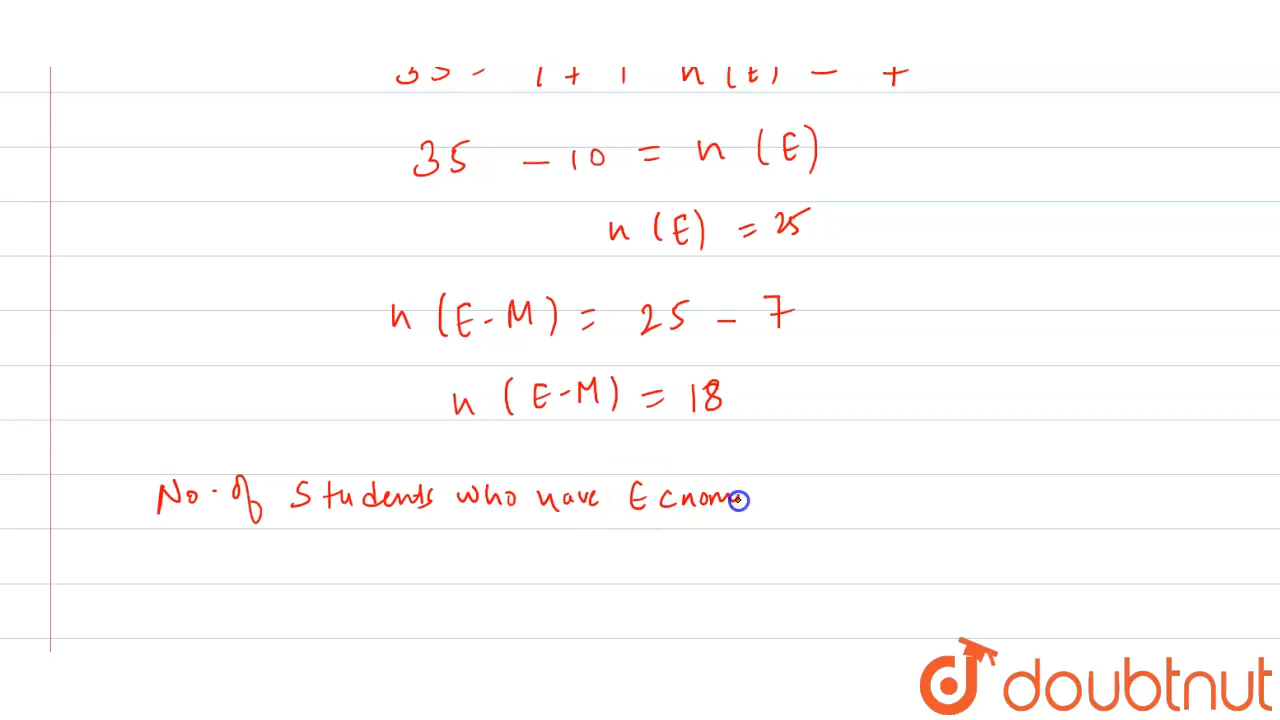 35 - 10 = n (E)
n (E) = 25
n (E-M) = 25 - 7
n (E-M) = 18
No. of Students who have Ecnom
doubtnut